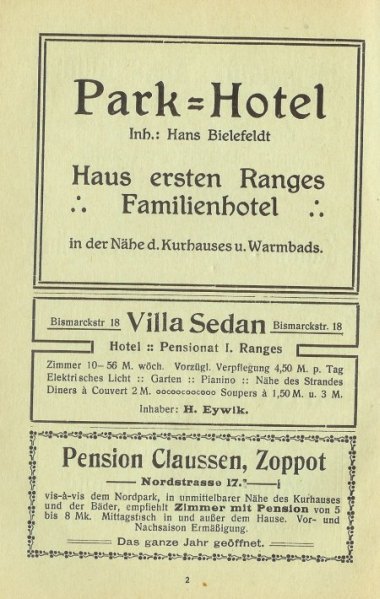 Park=Hotel
Inh.: Hans Bielefeldt
Haus ersten Ranges
∴ Familienhotel ∴
in der Nähe d. Kurhauses u. Warmbads.
Bismarckstr 18 Villa Sedan Bismarckstr. 18
Hotel :: Pensionat I. Ranges
Zimmer 10–56 M. wöch. Vorzügl. Verpflegung 4,50 M. p. Tag
Elektrisches Licht :: Garten :: Pianino :: Nähe des Strandes
Diners à Couvert 2 M. Soupers à 1,50 M. u. 3 M.
Inhaber: H. Eywik.
Pension Claussen, Zoppot
Nordstrasse 17.
vis-à-vis dem Nordpark, in unmittelbarer Nähe des Kurhauses
und der Bäder, empfiehlt Zimmer mit Pension von 5
bis 8 Mk. Mittagstisch in und außer dem Hause. Vor- und
Nachsaison Ermäßigung.
Das ganze Jahr geöffnet.
2